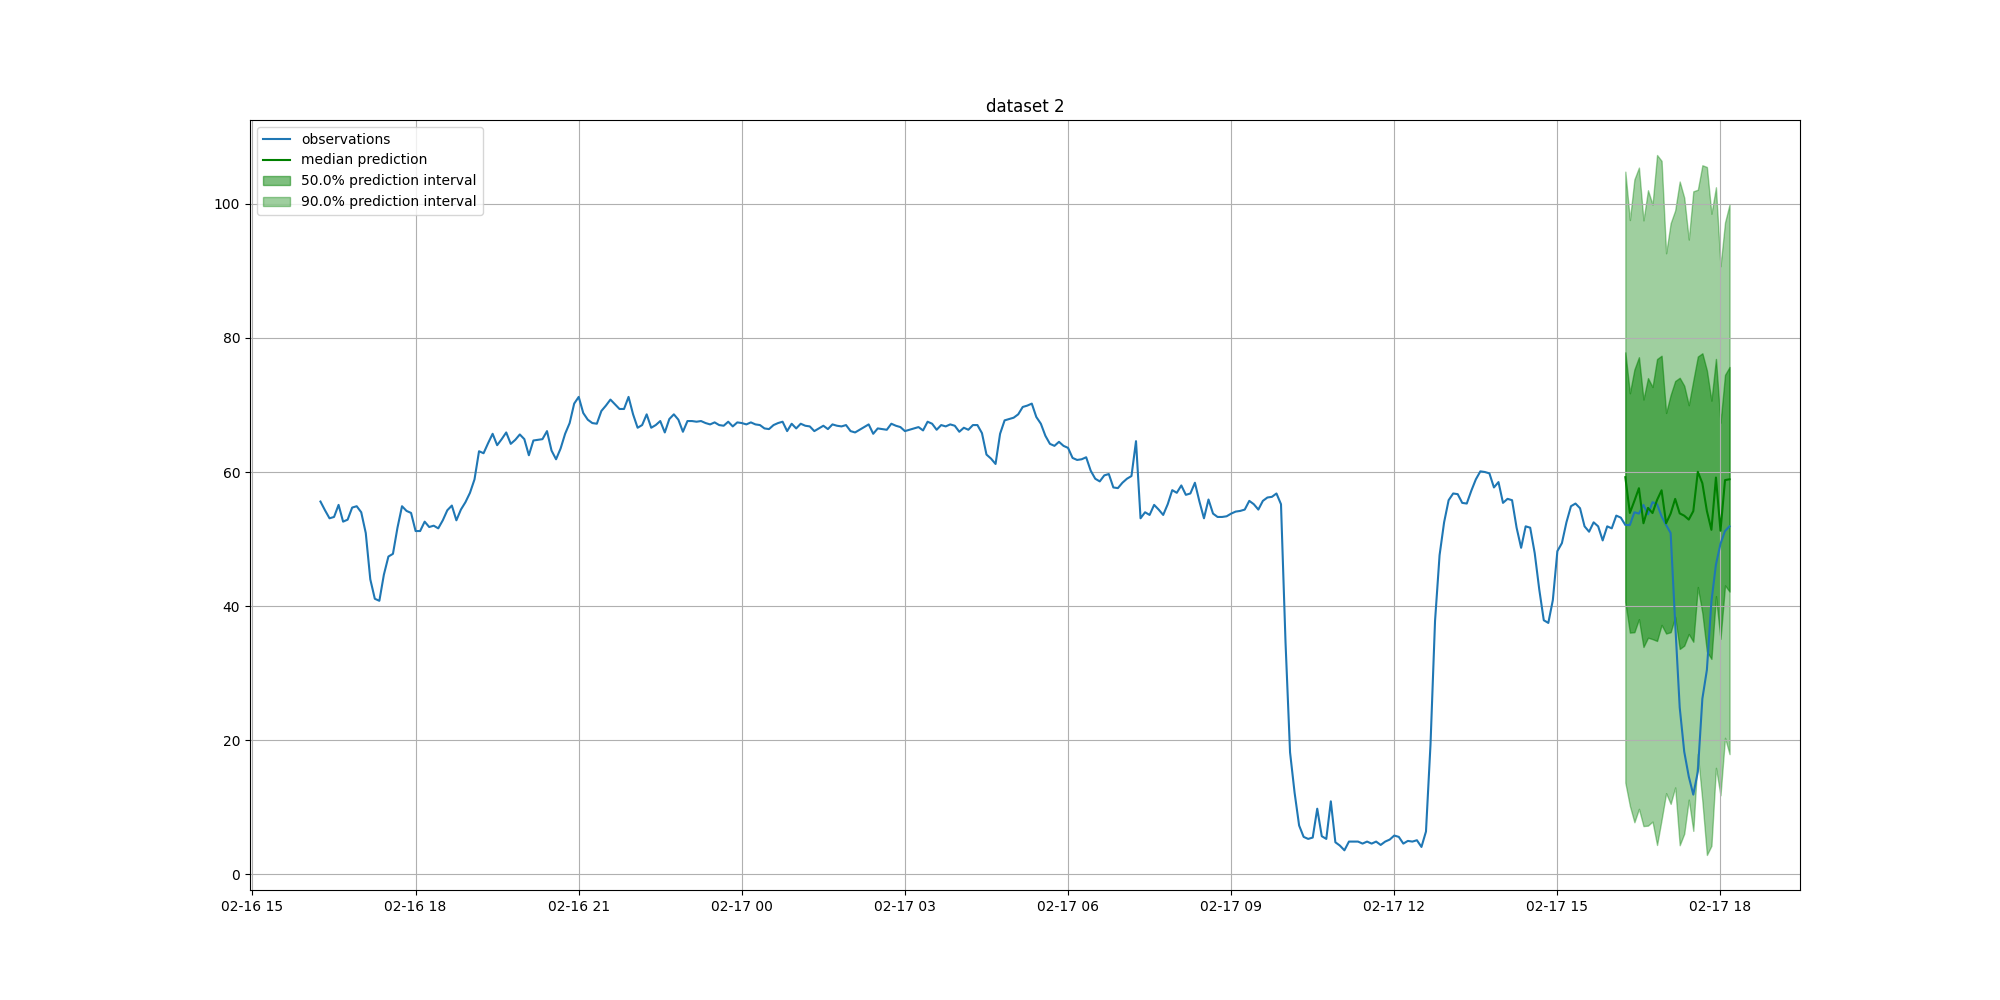 dataset 2
observations
median prediction
50.0% prediction interval
90.0% prediction interval
100
80
60
40
20
0
02-16 15 02-16 18 02-16 21 02-17 00 02-17 03 02-17 06 02-17 09 02-17 12 02-17 15 02-17 18